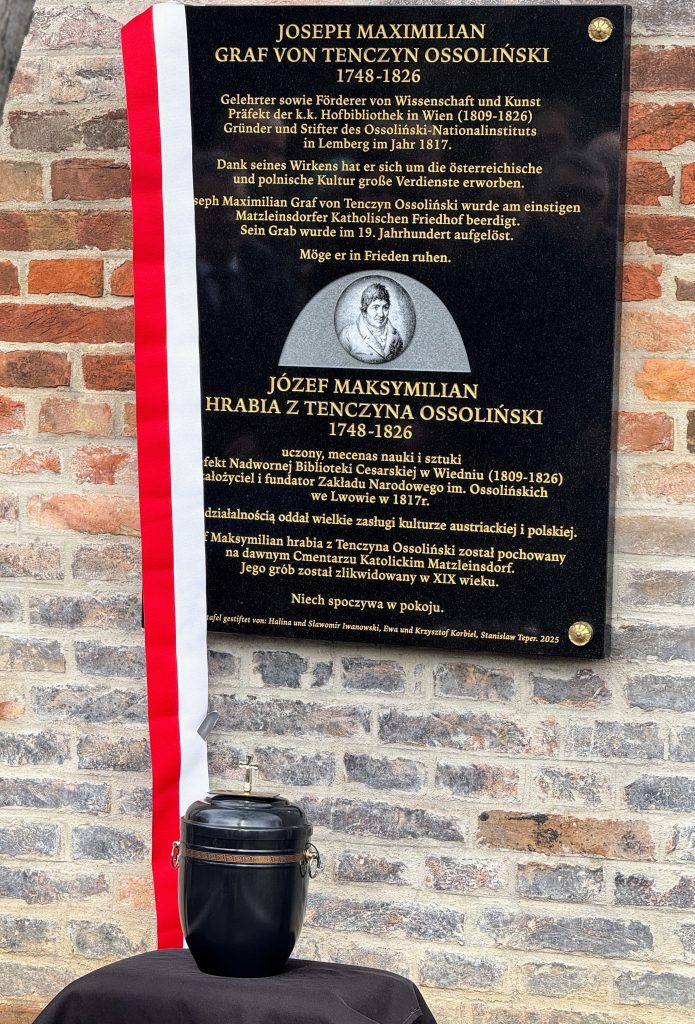 JOSEPH MAXIMILIAN
GRAF VON TENCZYN OSSOLIŃSKI
1748-1826
Gelehrter sowie Förderer von Wissenschaft und Kunst
Präfekt der k.k. Hofbibliothek in Wien (1809-1826)
Gründer und Stifter des Ossoliński-Nationalinstituts
in Lemberg im Jahr 1817.
Dank seines Wirkens hat er sich um die österreichische
und polnische Kultur große Verdienste erworben.
seph Maximilian Graf von Tenczyn Ossoliński wurde am einstigen
Matzleinsdorfer Katholischen Friedhof beerdigt.
Sein Grab wurde im 19. Jahrhundert aufgelöst.
Möge er in Frieden ruhen.
JÓZEF MAKSYMILIAN
HRABIA Z TENCZYNA OSSOLIŃSKI
1748-1826
uczony, mecenas nauki i sztuki
efekt Nadwornej Biblioteki Cesarskiej w Wiedniu (1809-1826)
ałożyciel i fundator Zakładu Narodowego im. Ossolińskich
we Lwowie w 1817r.
działalnością oddał wielkie zasługi kulturze austriackiej i polskiej.
f Maksymilian hrabia z Tenczyna Ossoliński został pochowany
na dawnym Cmentarzu Katolickim Matzleinsdorf.
Jego grób został zlikwidowany w XIX wieku.
Niech spoczywa w pokoju.
tafel gestiftet von: Halina und Slawomir Iwanowski, Ewa und Krzysztof Korbiel, Stanislaw Teper. 2025